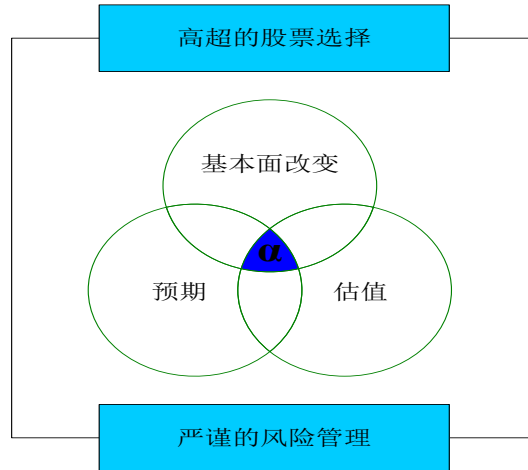 高超的股票选择
基本面改变
α
预期
估值
严谨的风险管理